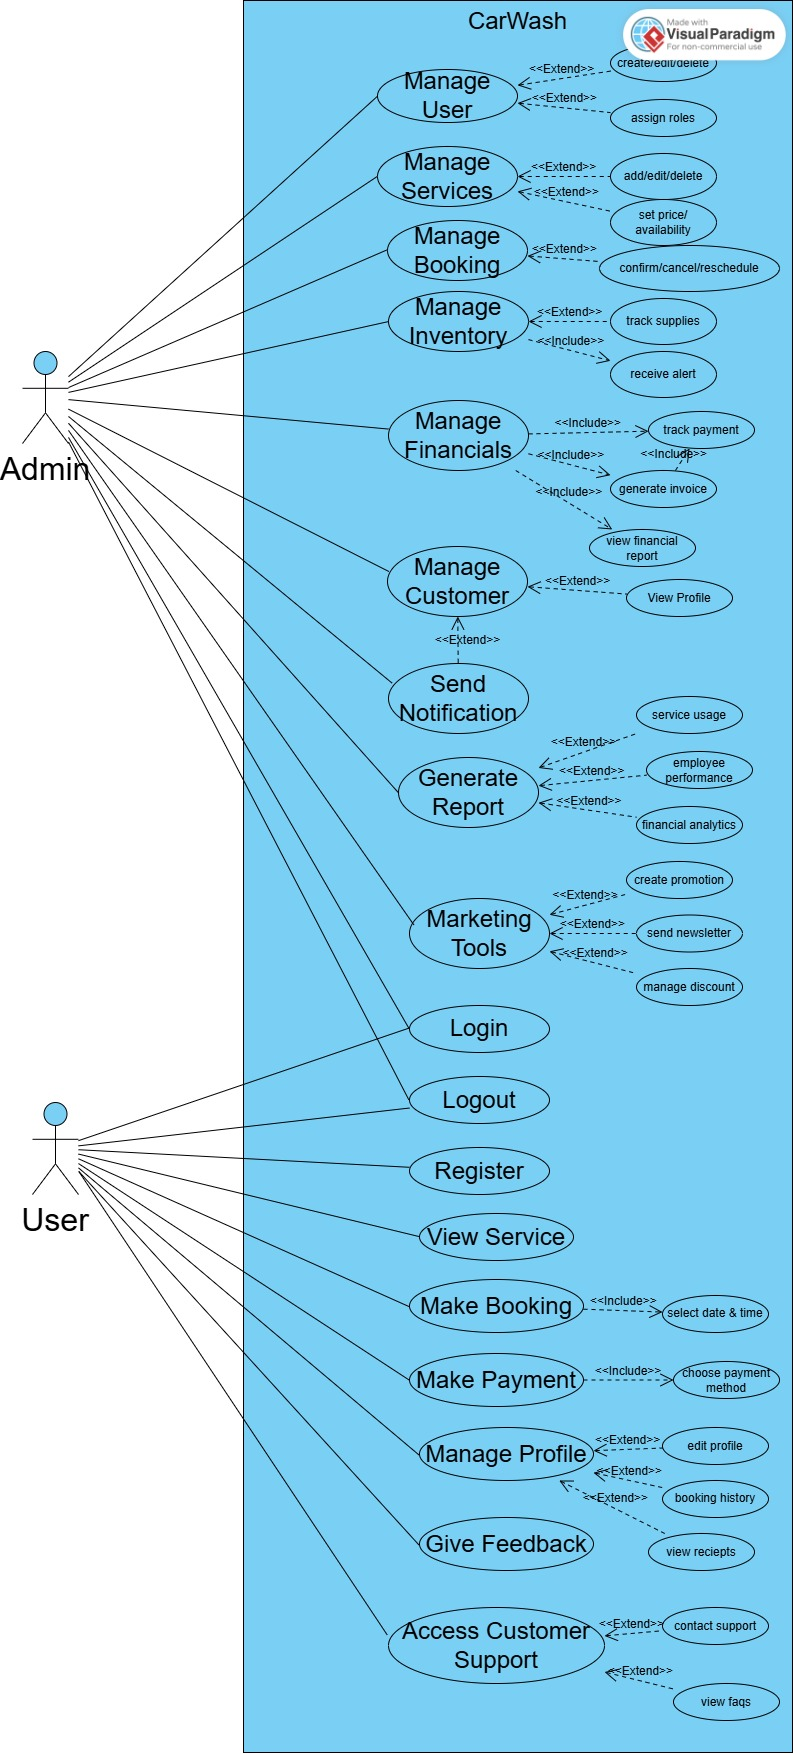 CarWash
Made with
VisualParadigm
For non-commercial use
<<Extend>>
create/edit/delete
Manage
User
<<Extend>>
assign roles
Manage
Services
<<Extend>>
add/edit/delete
<<Extend>>
set price/
availability
Manage
Booking
<<Extend>>
confirm/cancel/reschedule
Manage
Inventory
<<Extend>>
track supplies
<<Include>>
receive alert
Admin
Manage
Financials
<<Include>>
track payment
<<Include>>
<<Include>>
generate invoice
<<Include>>
view financial
report
Manage
Customer
<<Extend>>
View Profile
<<Extend>>
Send
Notification
Generate
Report
<<Extend>>
service usage
<<Extend>>
employee
performance
<<Extend>>
financial analytics
Marketing
Tools
<<Extend>>
create promotion
<<Extend>>
send newsletter
<<Extend>>
manage discount
Login
Logout
User
Register
View Service
Make Booking
<<Include>>
select date & time
Make Payment
<<Include>>
choose payment
method
Manage Profile
<<Extend>>
edit profile
<<Extend>>
booking history
<<Extend>>
view reciepts
Give Feedback
Access Customer
Support
<<Extend>>
contact support
<<Extend>>
view faqs